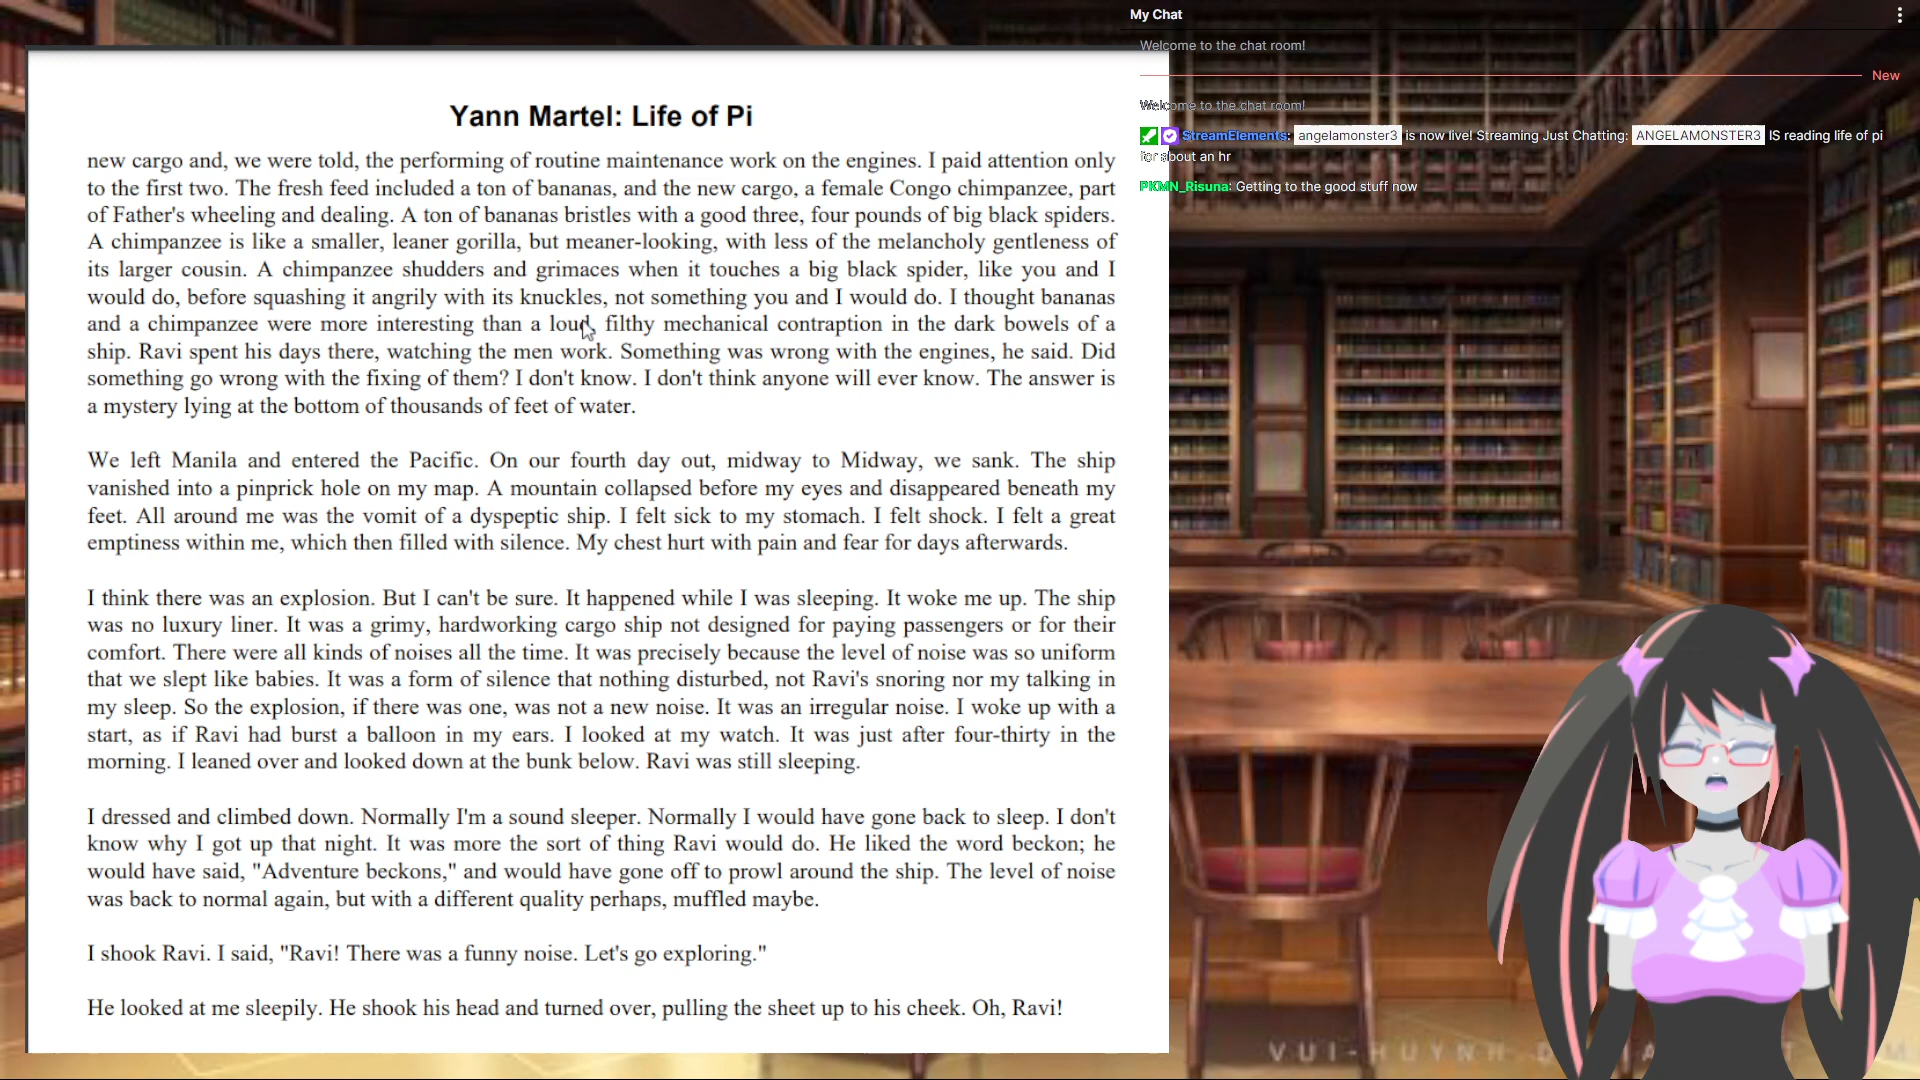 My Chat
Welcome to the chat room!
New
Welcome to the chat room!
StreamElements: angelamonster3 is now live! Streaming Just Chatting: ANGELAMONSTER3 IS reading life of pi
for about an hr
PKMN_Risuna: Getting to the good stuff now
Yann Martel: Life of Pi
new cargo and, we were told, the performing of routine maintenance work on the engines. I paid attention only
to the first two. The fresh feed included a ton of bananas, and the new cargo, a female Congo chimpanzee, part
of Father's wheeling and dealing. A ton of bananas bristles with a good three, four pounds of big black spiders.
A chimpanzee is like a smaller, leaner gorilla, but meaner-looking, with less of the melancholy gentleness of
its larger cousin. A chimpanzee shudders and grimaces when it touches a big black spider, like you and I
would do, before squashing it angrily with its knuckles, not something you and I would do. I thought bananas
and a chimpanzee were more interesting than a loud, filthy mechanical contraption in the dark bowels of a
ship. Ravi spent his days there, watching the men work. Something was wrong with the engines, he said. Did
something go wrong with the fixing of them? I don't know. I don't think anyone will ever know. The answer is
a mystery lying at the bottom of thousands of feet of water.
We left Manila and entered the Pacific. On our fourth day out, midway to Midway, we sank. The ship
vanished into a pinprick hole on my map. A mountain collapsed before my eyes and disappeared beneath my
feet. All around me was the vomit of a dyspeptic ship. I felt sick to my stomach. I felt shock. I felt a great
emptiness within me, which then filled with silence. My chest hurt with pain and fear for days afterwards.
I think there was an explosion. But I can't be sure. It happened while I was sleeping. It woke me up. The ship
was no luxury liner. It was a grimy, hardworking cargo ship not designed for paying passengers or for their
comfort. There were all kinds of noises all the time. It was precisely because the level of noise was so uniform
that we slept like babies. It was a form of silence that nothing disturbed, not Ravi's snoring nor my talking in
my sleep. So the explosion, if there was one, was not a new noise. It was an irregular noise. I woke up with a
start, as if Ravi had burst a balloon in my ears. I looked at my watch. It was just after four-thirty in the
morning. I leaned over and looked down at the bunk below. Ravi was still sleeping.
I dressed and climbed down. Normally I'm a sound sleeper. Normally I would have gone back to sleep. I don't
know why I got up that night. It was more the sort of thing Ravi would do. He liked the word beckon; he
would have said, "Adventure beckons," and would have gone off to prowl around the ship. The level of noise
was back to normal again, but with a different quality perhaps, muffled maybe.
I shook Ravi. I said, "Ravi! There was a funny noise. Let's go exploring."
He looked at me sleepily. He shook his head and turned over, pulling the sheet up to his cheek. Oh, Ravi!
VUI-HUYNH